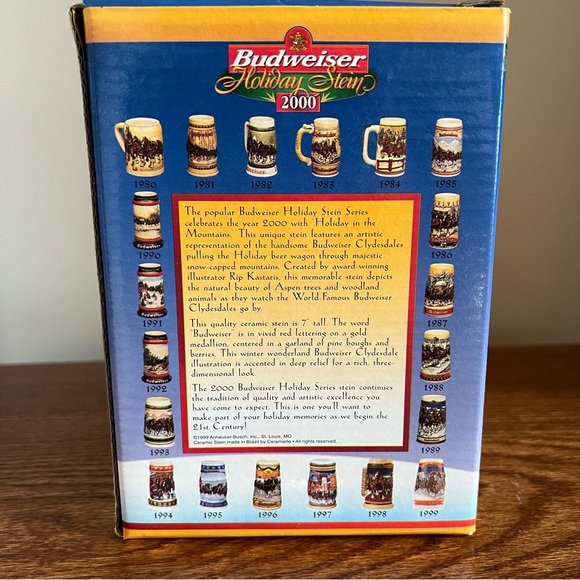 Budweiser
Holiday Stein
2000
1980 1981 1982 1983 1984 1985
1990
1986
1991
1987
1992
1988
1993
1989
1994 1995 1996 1997 1998 1999
The popular Budweiser Holiday Stein Series
celebrates the year 2000 with "Holiday in the
Mountains." This unique stein features an artistic
representation of the handsome Budweiser Clydesdales
pulling the Holiday beer wagon through majestic
snow-capped mountains. Created by award-winning
illustrator Rip Kastaris, this memorable stein depicts
the natural beauty of Aspen trees and woodland
animals as they watch the World-Famous Budweiser
Clydesdales go by.
This quality ceramic stein is 7" tall. The word
"Budweiser" is in vivid red lettering on a gold
medallion, centered in a garland of pine boughs and
berries. This winter wonderland Budweiser Clydesdale
illustration is accented in deep relief for a rich, three-
dimensional look.
The 2000 Budweiser Holiday Series stein continues
the tradition of quality and artistic excellence you
have come to expect. This is one you'll want to
make part of your holiday memories as we begin the
21st Century!
©1999 Anheuser-Busch, Inc., St. Louis, MO
Ceramic Stein made in Brazil by Ceramarte • All rights reserved.